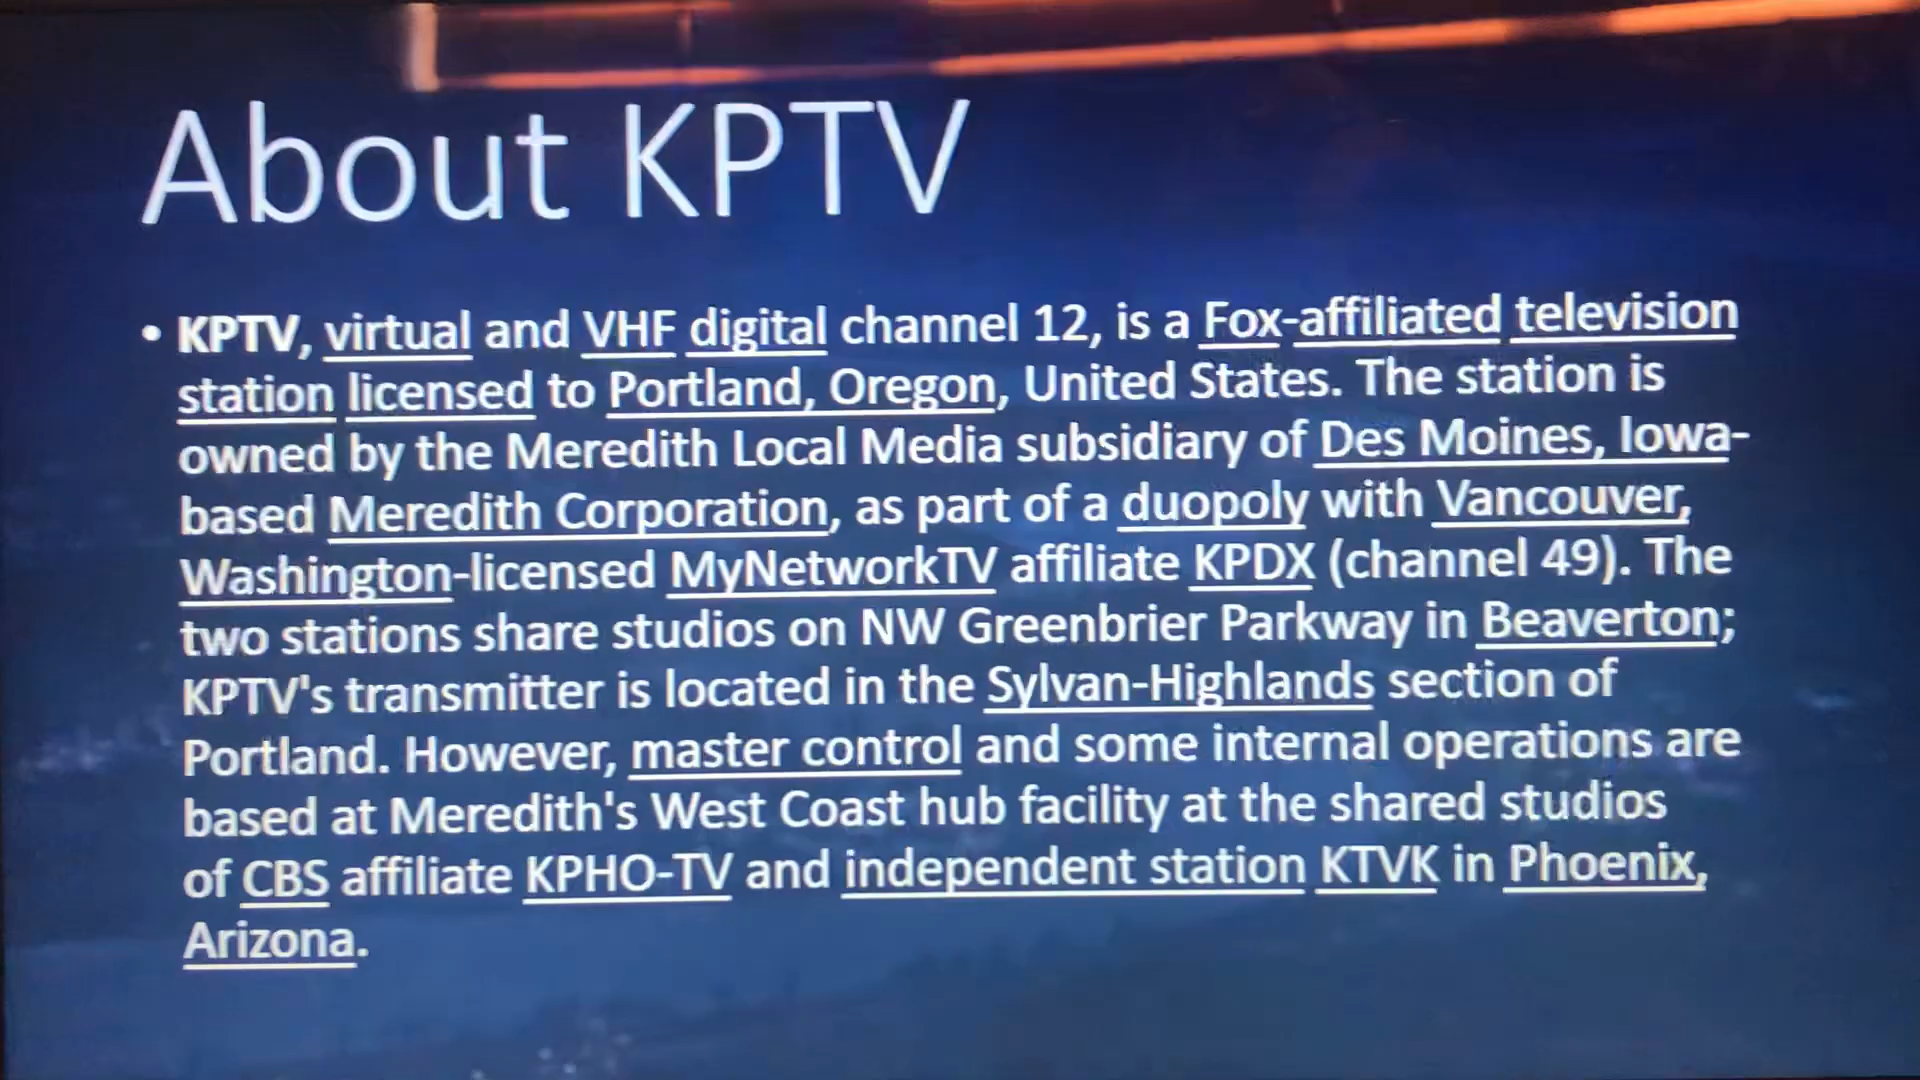 About KPTV
• KPTV, virtual and VHF digital channel 12, is a Fox-affiliated television
station licensed to Portland, Oregon, United States. The station is
owned by the Meredith Local Media subsidiary of Des Moines, Iowa-
based Meredith Corporation, as part of a duopoly with Vancouver,
Washington-licensed MyNetworkTV affiliate KPDX (channel 49). The
two stations share studios on NW Greenbrier Parkway in Beaverton;
KPTV's transmitter is located in the Sylvan-Highlands section of
Portland. However, master control and some internal operations are
based at Meredith's West Coast hub facility at the shared studios
of CBS affiliate KPHO-TV and independent station KTVK in Phoenix,
Arizona.